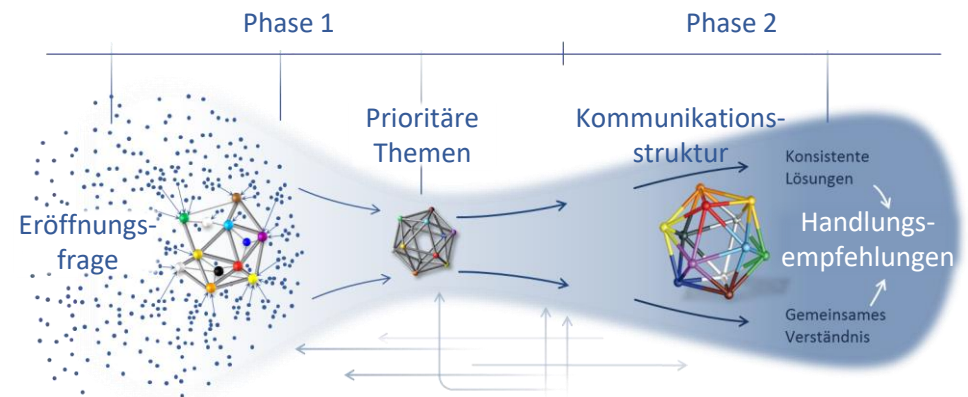 Phase 1
Phase 2
Prioritäre
Themen
Kommunikations-
struktur
Konsistente
Lösungen
Eröffnungs-
frage
Handlungs-
empfehlungen
Gemeinsames
Verständnis